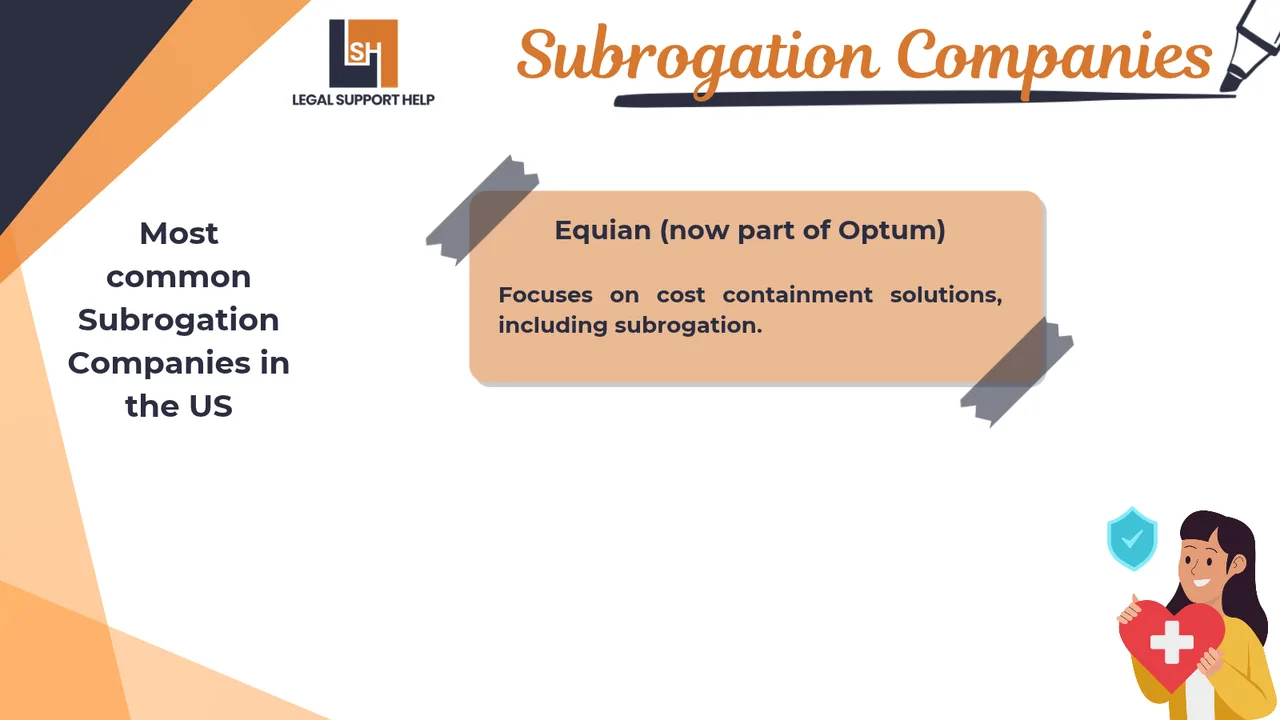 SH
LEGAL SUPPORT HELP
Subrogation Companies
Most
common
Subrogation
Companies in
the US
Equian (now part of Optum)
Focuses on cost containment solutions,
including subrogation.